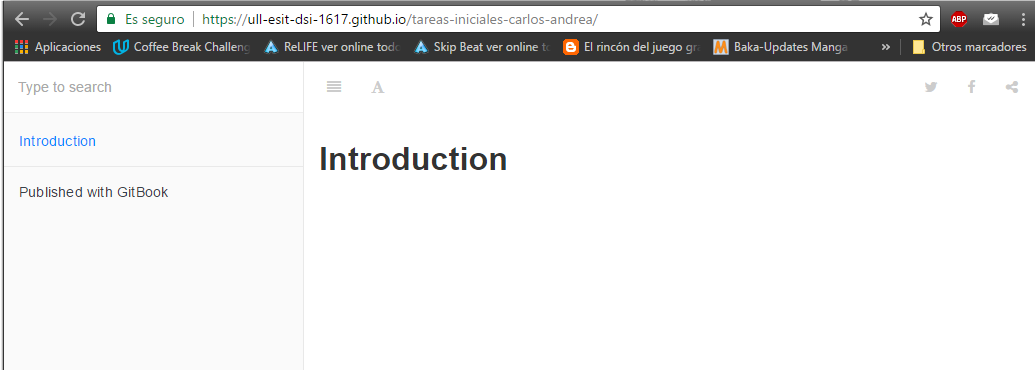 Es seguro https://ull-esit-dsi-1617.github.io/tareas-iniciales-carlos-andrea/ ABP
Aplicaciones Coffee Break Challeng ReLIFE ver online todo Skip Beat ver online to El rincón del juego gra Baka-Updates Manga » Otros marcadores
Type to search A
Introduction
Introduction
Published with GitBook